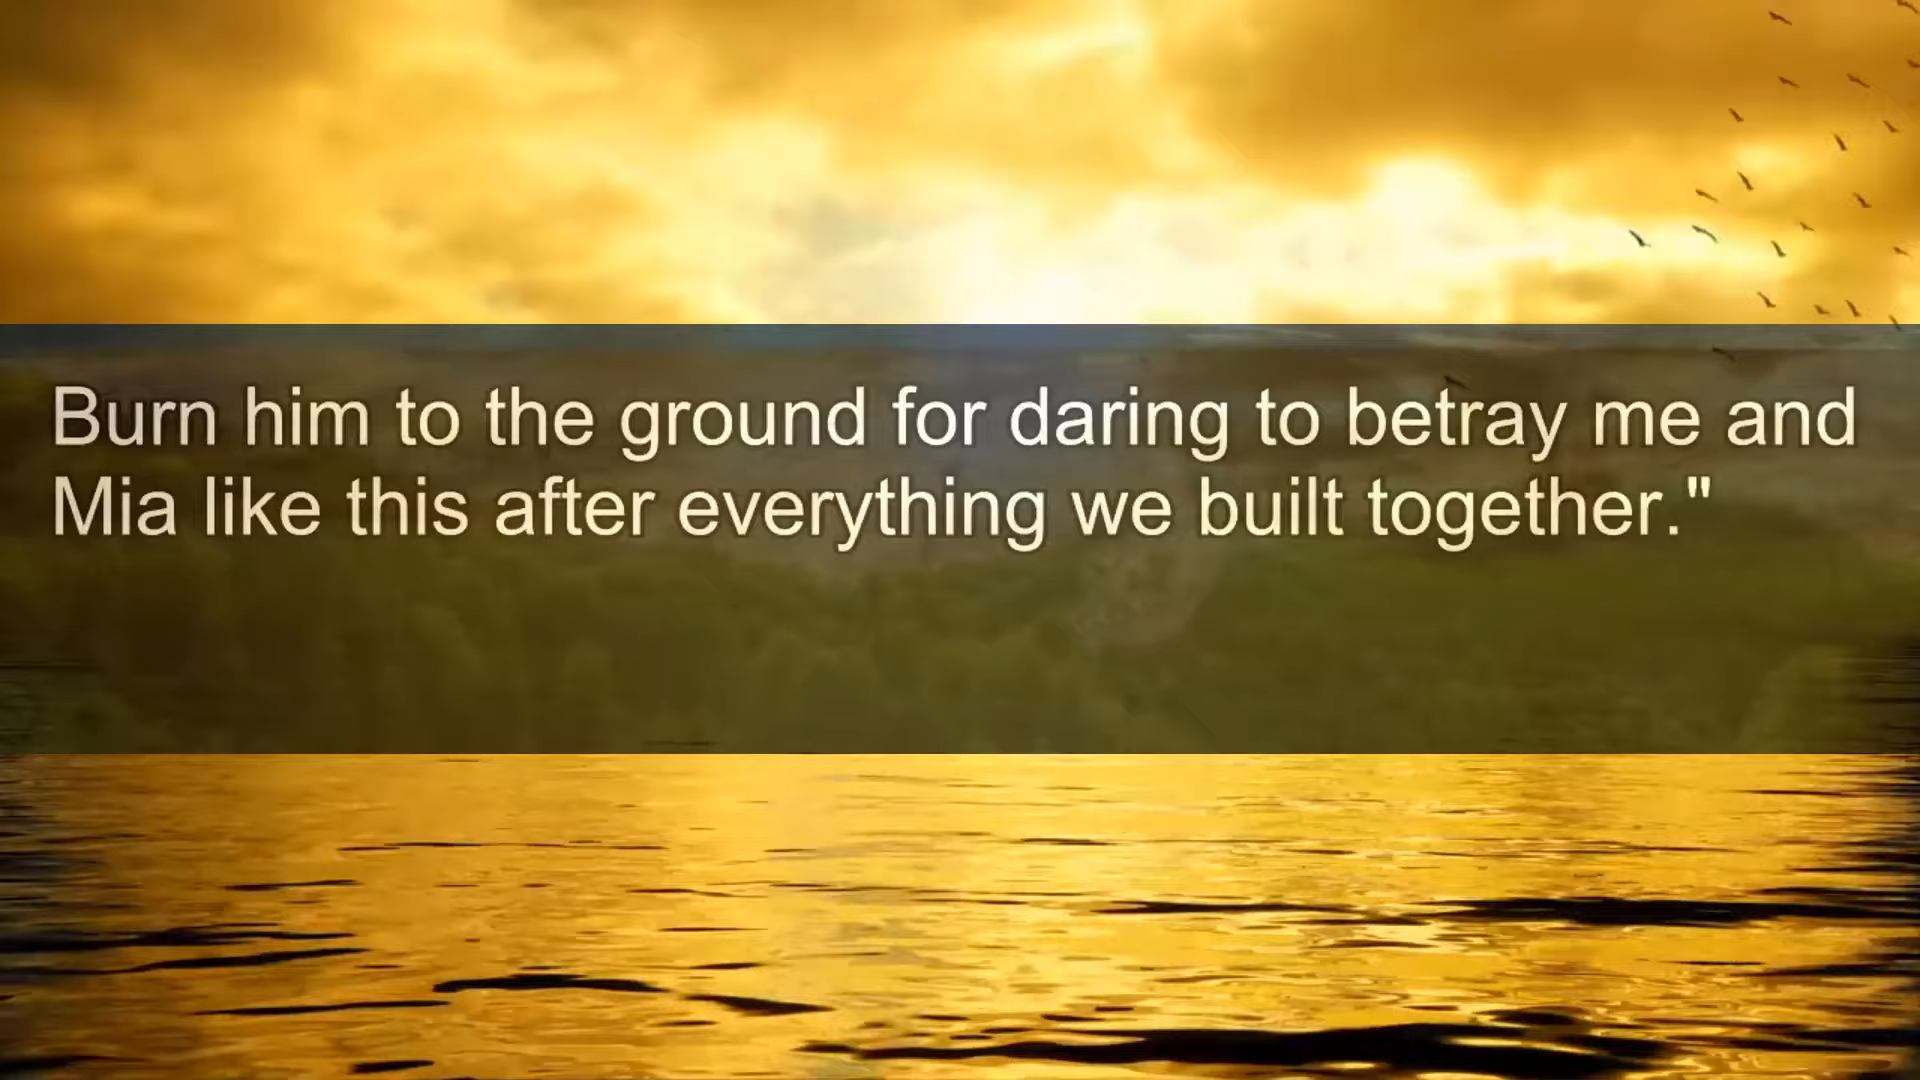 Burn him to the ground for daring to betray me and
Mia like this after everything we built together."